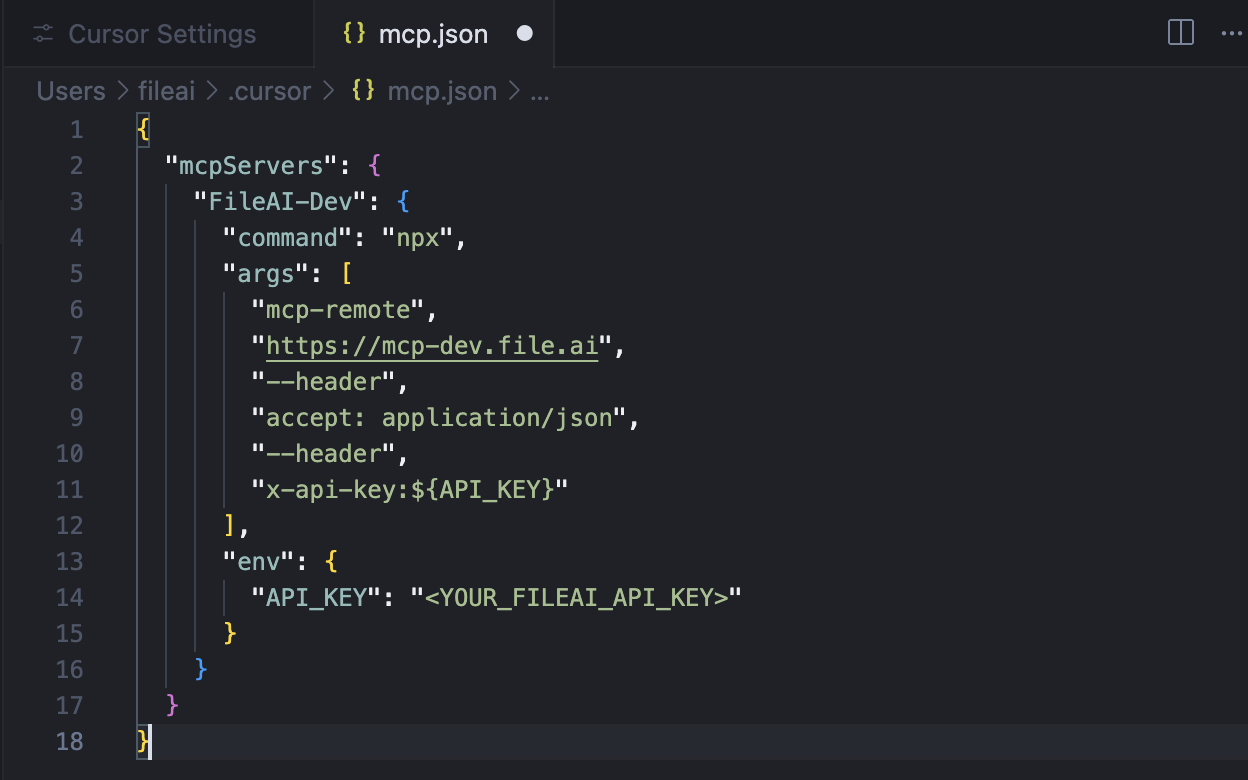 Cursor Settings
{} mcp.json
Users > fileai > .cursor > {} mcp.json > ...
1 {
2   "mcpServers": {
3     "FileAI-Dev": {
4       "command": "npx",
5       "args": [
6         "mcp-remote",
7         "https://mcp-dev.file.ai",
8         "--header",
9         "accept: application/json",
10         "--header",
11         "x-api-key:${API_KEY}"
12       ],
13       "env": {
14         "API_KEY": "<YOUR_FILEAI_API_KEY>"
15       }
16     }
17   }
18 }